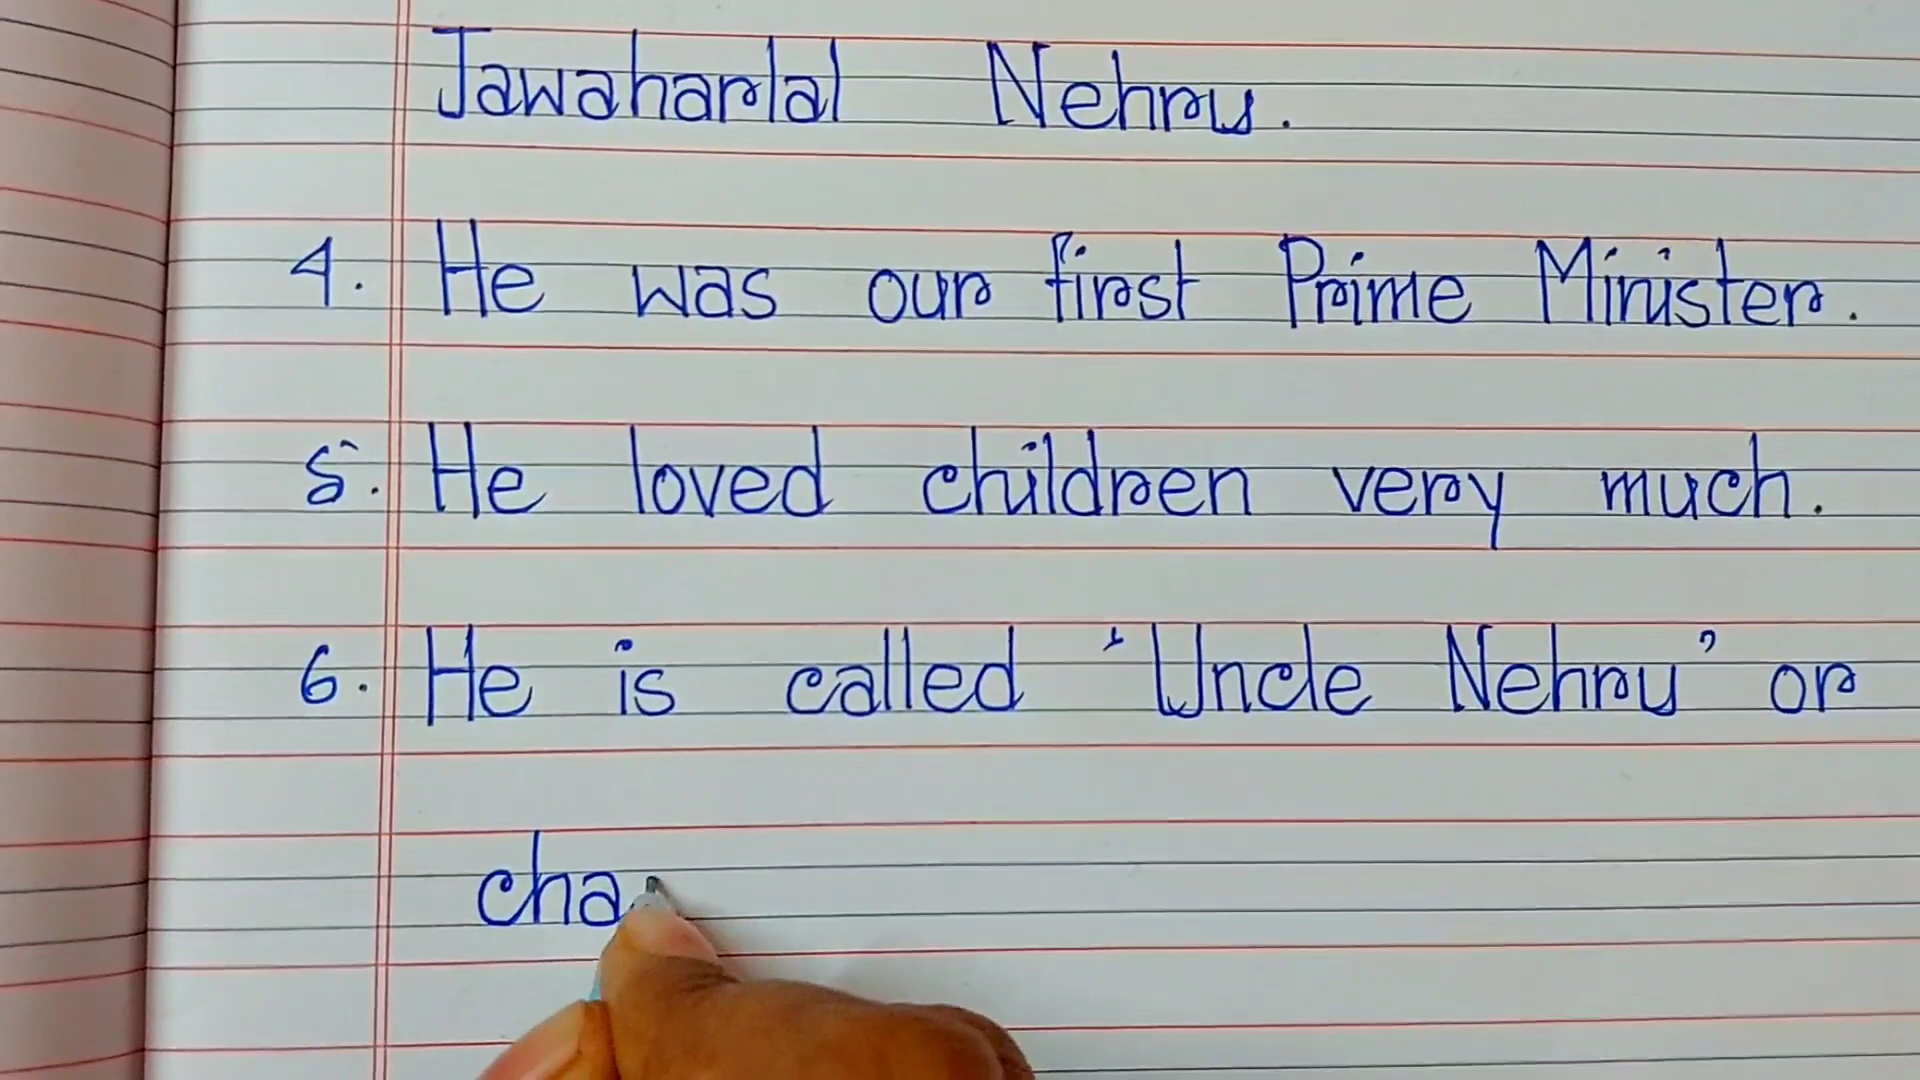 Jawaharlal Nehru.
4. He was our first Prime Minister.
5. He loved children very much.
6. He is called 'Uncle Nehru' or
cha